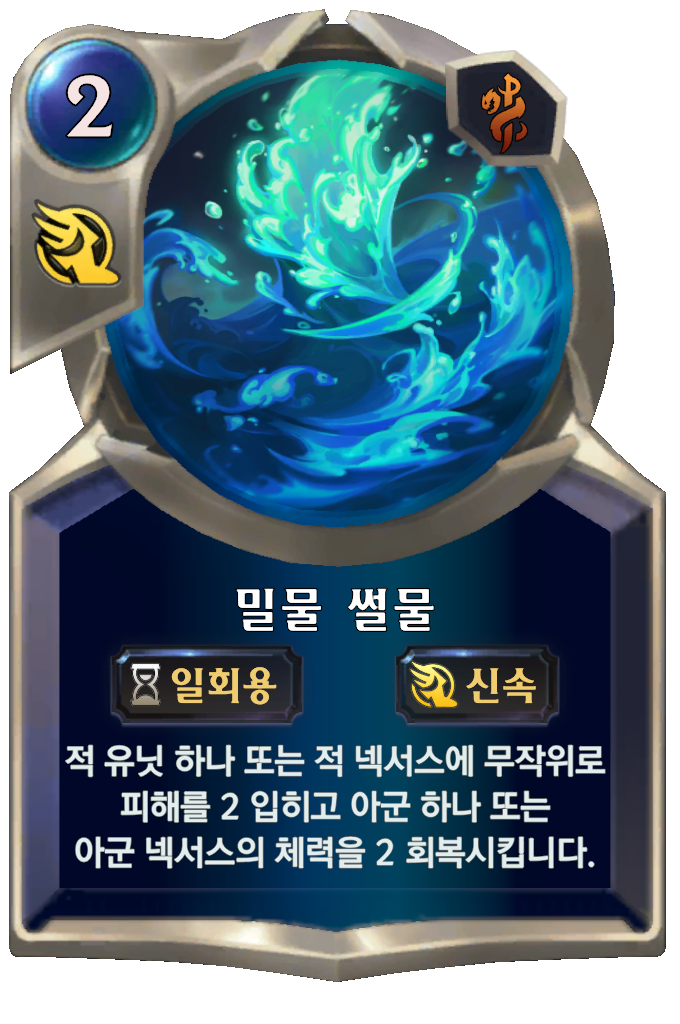 2
밀물 썰물
일회용
신속
적 유닛 하나 또는 적 넥서스에 무작위로
피해를 2 입히고 아군 하나 또는
아군 넥서스의 체력을 2 회복시킵니다.